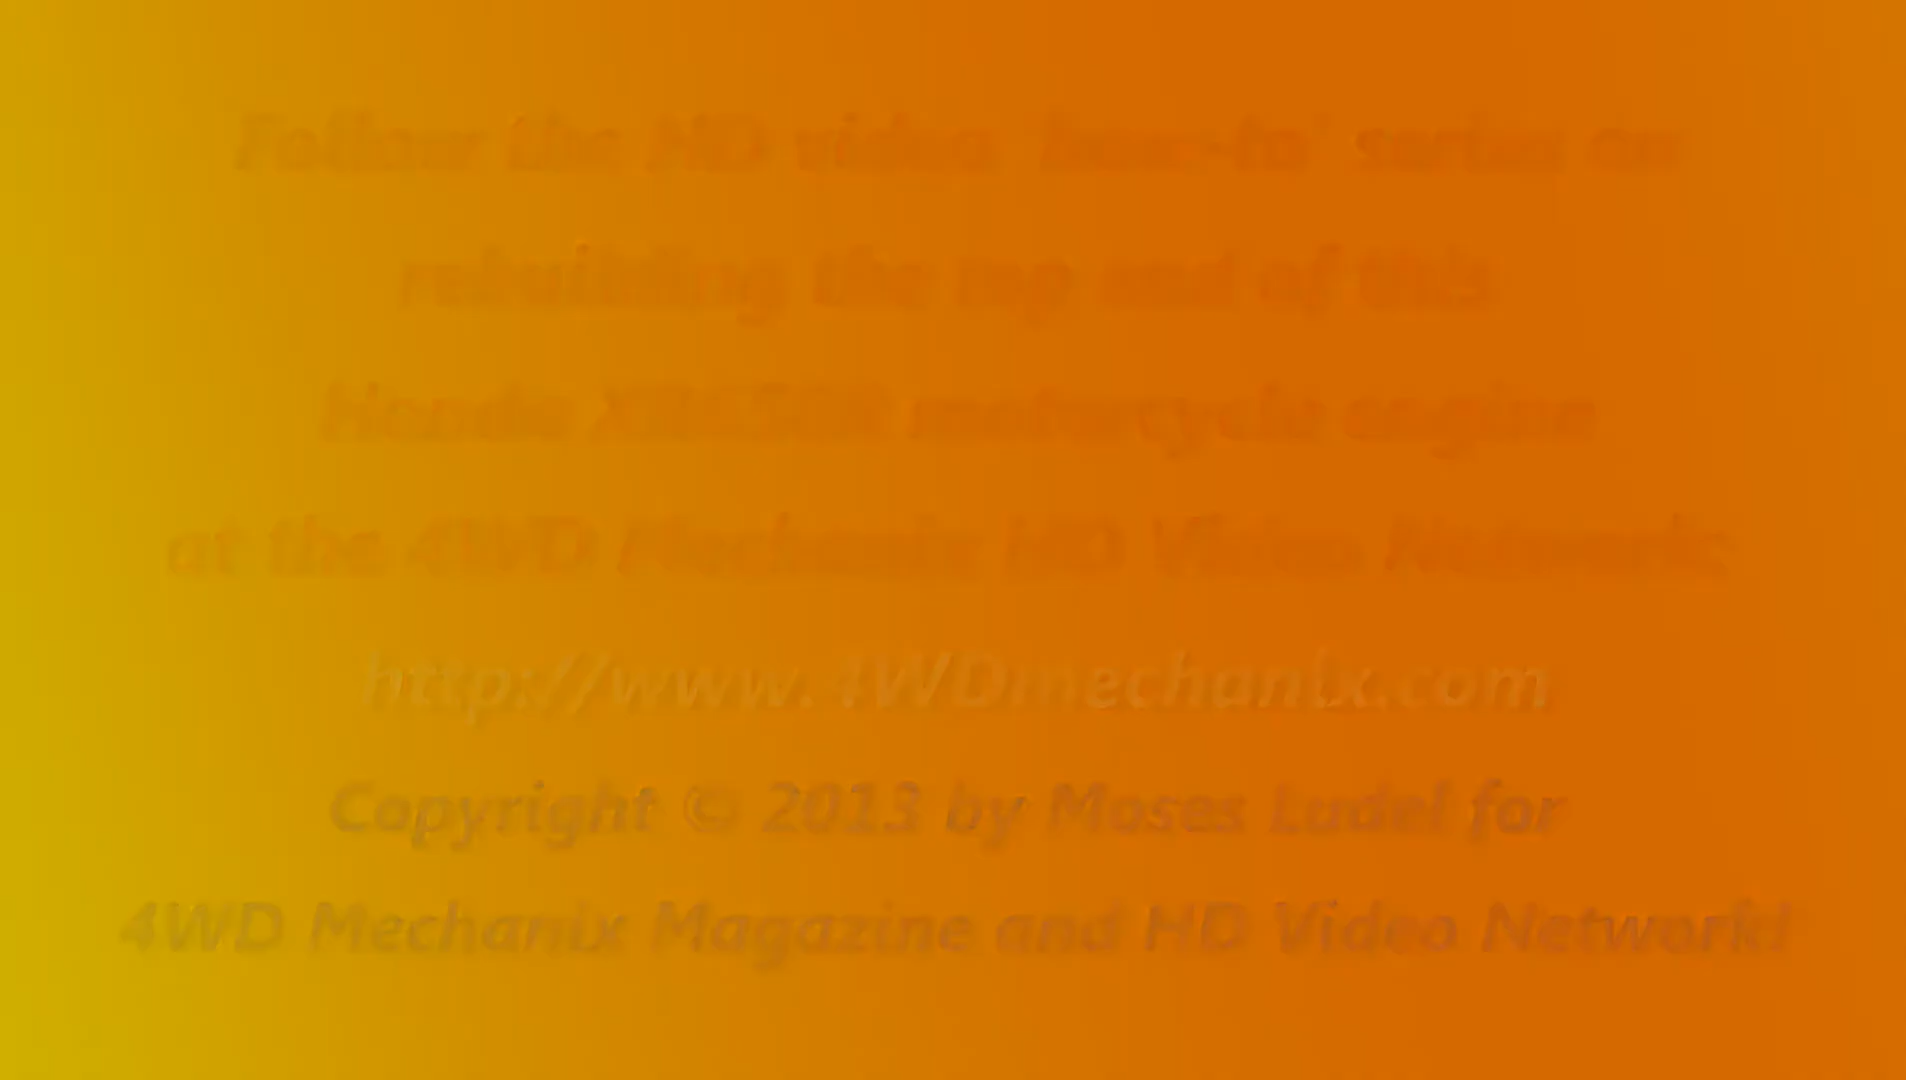 Follow the HD video 'how-to' series on
rebuilding the top end of this
Honda XR650R motorcycle engine
at the 4WD Mechanix HD Video Network:
http://www.4WDmechanix.com
Copyright © 2013 by Moses Ludel for
4WD Mechanix Magazine and HD Video Network!